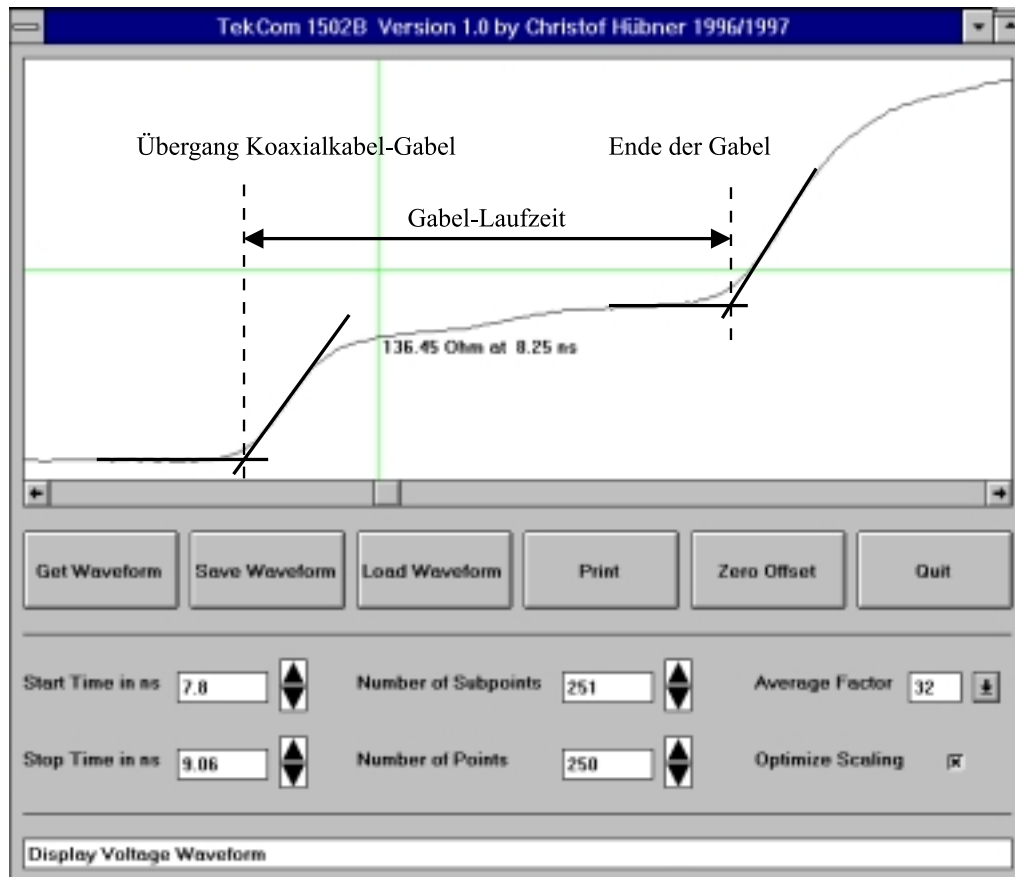 TekCom 1502B Version 1.0 by Christof Hübner 1996/1997
Übergang Koaxialkabel-Gabel
Ende der Gabel
Gabel-Laufzeit
136.45 Ohm at 8.25 ns
Get Waveform
Save Waveform
Load Waveform
Print
Zero Offset
Quit
Start Time in ns
7.8
Number of Subpoints
251
Average Factor
32
Stop Time in ns
9.06
Number of Points
250
Optimize Scaling
Display Voltage Waveform